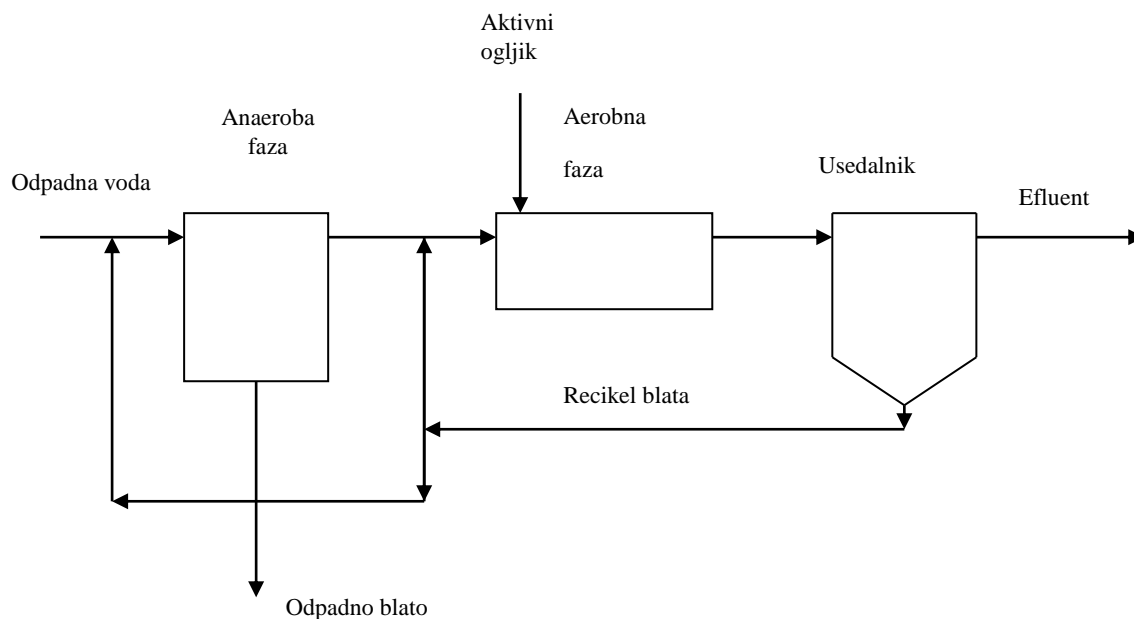 Aktivni
ogljik
Anaeroba
faza
Aerobna
faza
Usedalnik
Odpadna voda
Efluent
Recikel blata
Odpadno blato